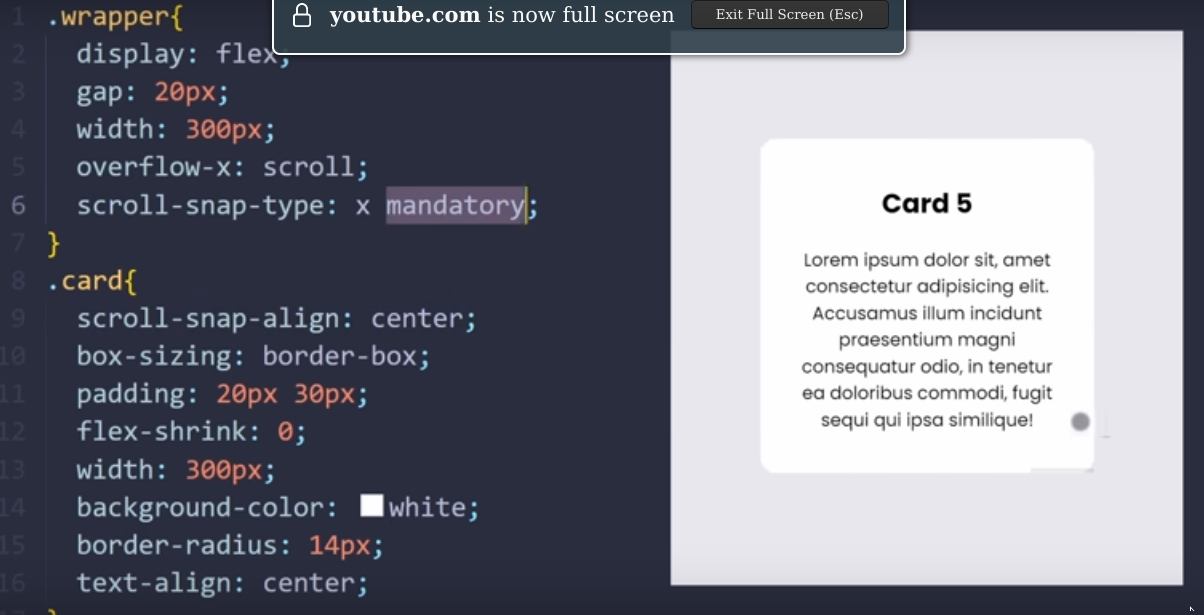 youtube.com is now full screen
Exit Full Screen (Esc)
1 .wrapper{
2 display: flex;
3 gap: 20px;
4 width: 300px;
5 overflow-x: scroll;
6 scroll-snap-type: x mandatory;
7 }
8 .card{
9 scroll-snap-align: center;
10 box-sizing: border-box;
11 padding: 20px 30px;
12 flex-shrink: 0;
13 width: 300px;
14 background-color: white;
15 border-radius: 14px;
16 text-align: center;
17 }
Card 5
Lorem ipsum dolor sit, amet
consectetur adipisicing elit.
Accusamus illum incidunt
praesentium magni
consequatur odio, in tenetur
ea doloribus commodi, fugit
sequi qui ipsa similique!